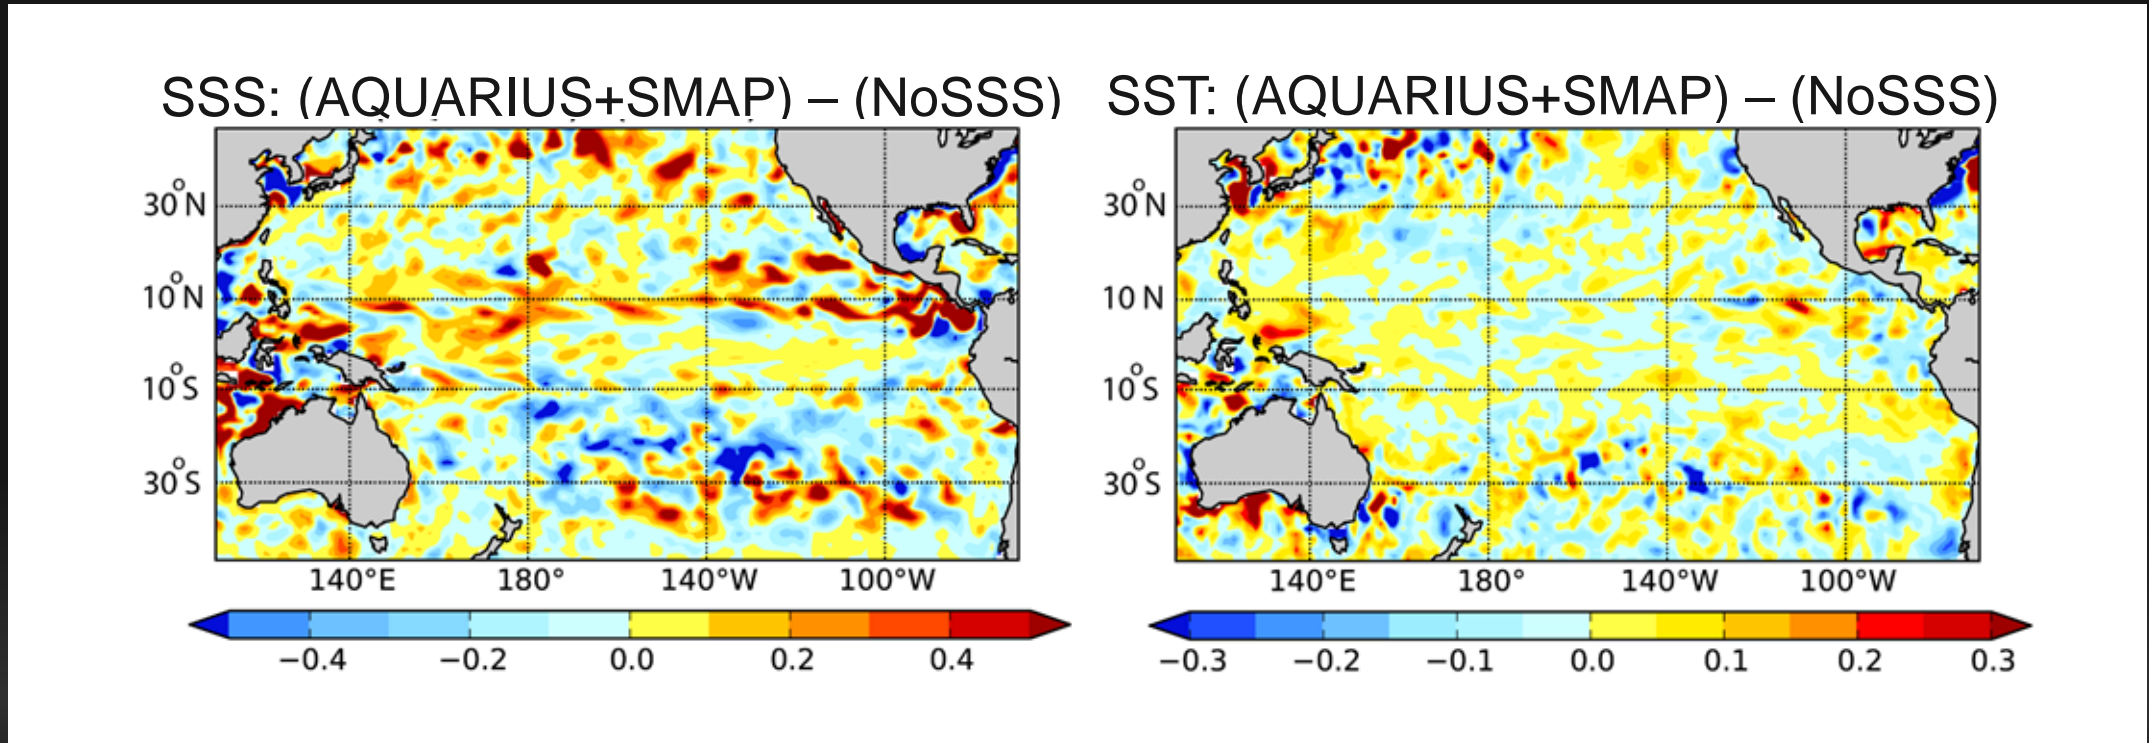 SSS: (AQUARIUS+SMAP) – (NoSSS)
SST: (AQUARIUS+SMAP) – (NoSSS)
30°N
10°N
10°S
30°S
140°E 180° 140°W 100°W
−0.4 −0.2 0.0 0.2 0.4
30°N
10°N
10°S
30°S
140°E 180° 140°W 100°W
−0.3 −0.2 −0.1 0.0 0.1 0.2 0.3